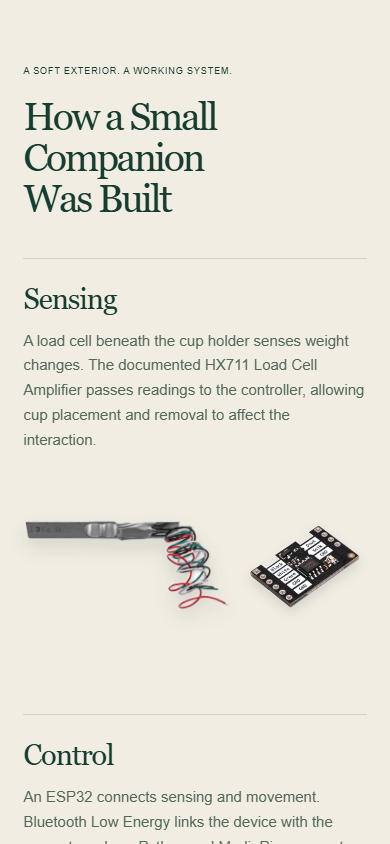 A SOFT EXTERIOR. A WORKING SYSTEM.
How a Small
Companion
Was Built
Sensing
A load cell beneath the cup holder senses weight
changes. The documented HX711 Load Cell
Amplifier passes readings to the controller, allowing
cup placement and removal to affect the
interaction.
Control
An ESP32 connects sensing and movement.
Bluetooth Low Energy links the device with the